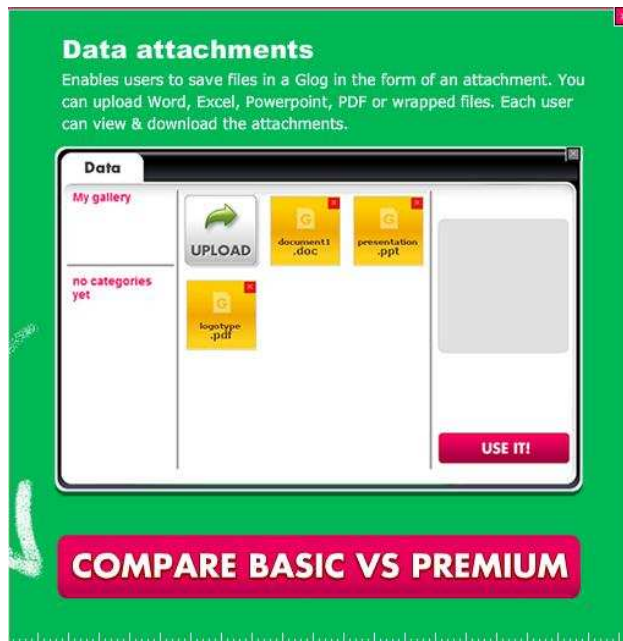 Data attachments
Enables users to save files in a Glog in the form of an attachment. You
can upload Word, Excel, Powerpoint, PDF or wrapped files. Each user
can view & download the attachments.
Data
My gallery
no categories
yet
UPLOAD
G
document1
.doc
G
presentation
.ppt
G
logotype
.pdf
USE IT!
COMPARE BASIC VS PREMIUM